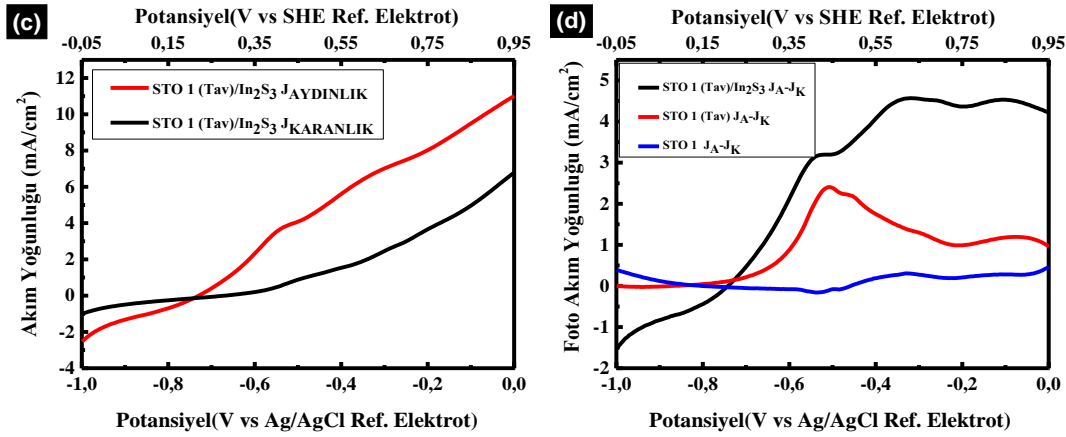 (c)
Potansiyel(V vs SHE Ref. Elektrot)
-0,05 0,15 0,35 0,55 0,75 0,95
Akım Yoğunluğu (mA/cm2)
12
10
8
6
4
2
0
-2
-4
STO 1 (Tav)/In2S3 JAYDINLIK
STO 1 (Tav)/In2S3 JKARANLIK
-1,0 -0,8 -0,6 -0,4 -0,2 0,0
Potansiyel(V vs Ag/AgCl Ref. Elektrot)
(d)
Potansiyel(V vs SHE Ref. Elektrot)
-0,05 0,15 0,35 0,55 0,75 0,95
Foto Akım Yoğunluğu (mA/cm2)
5
4
3
2
1
0
-1
-2
STO 1 (Tav)/In2S3 JA-JK
STO 1 (Tav) JA-JK
STO 1 JA-JK
-1,0 -0,8 -0,6 -0,4 -0,2 0,0
Potansiyel(V vs Ag/AgCl Ref. Elektrot)